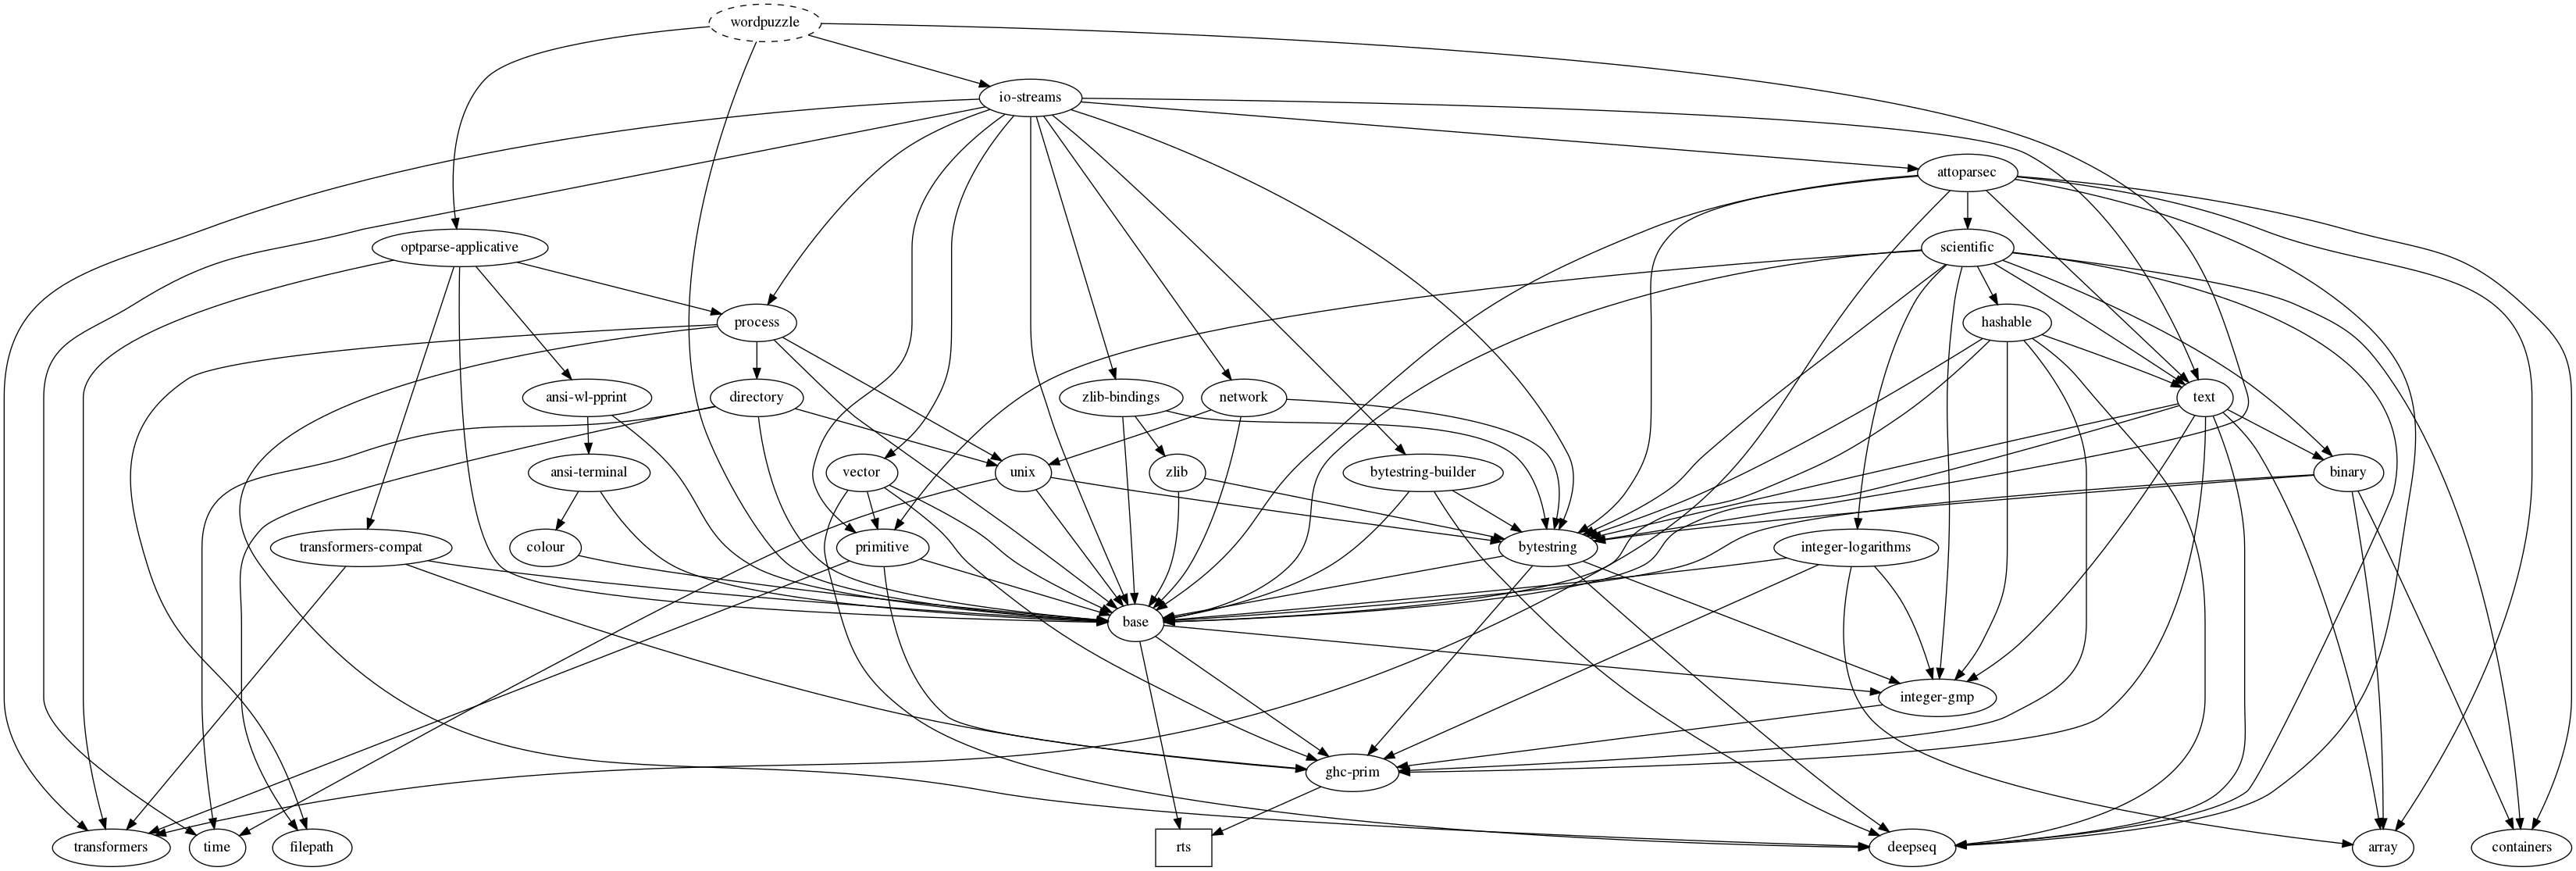 wordpuzzle
io-streams
attoparsec
optparse-applicative
scientific
process
hashable
ansi-wl-pprint
directory
zlib-bindings
network
text
ansi-terminal
vector
unix
zlib
bytestring-builder
binary
transformers-compat
colour
primitive
bytestring
integer-logarithms
base
integer-gmp
ghc-prim
transformers
time
filepath
rts
deepseq
array
containers